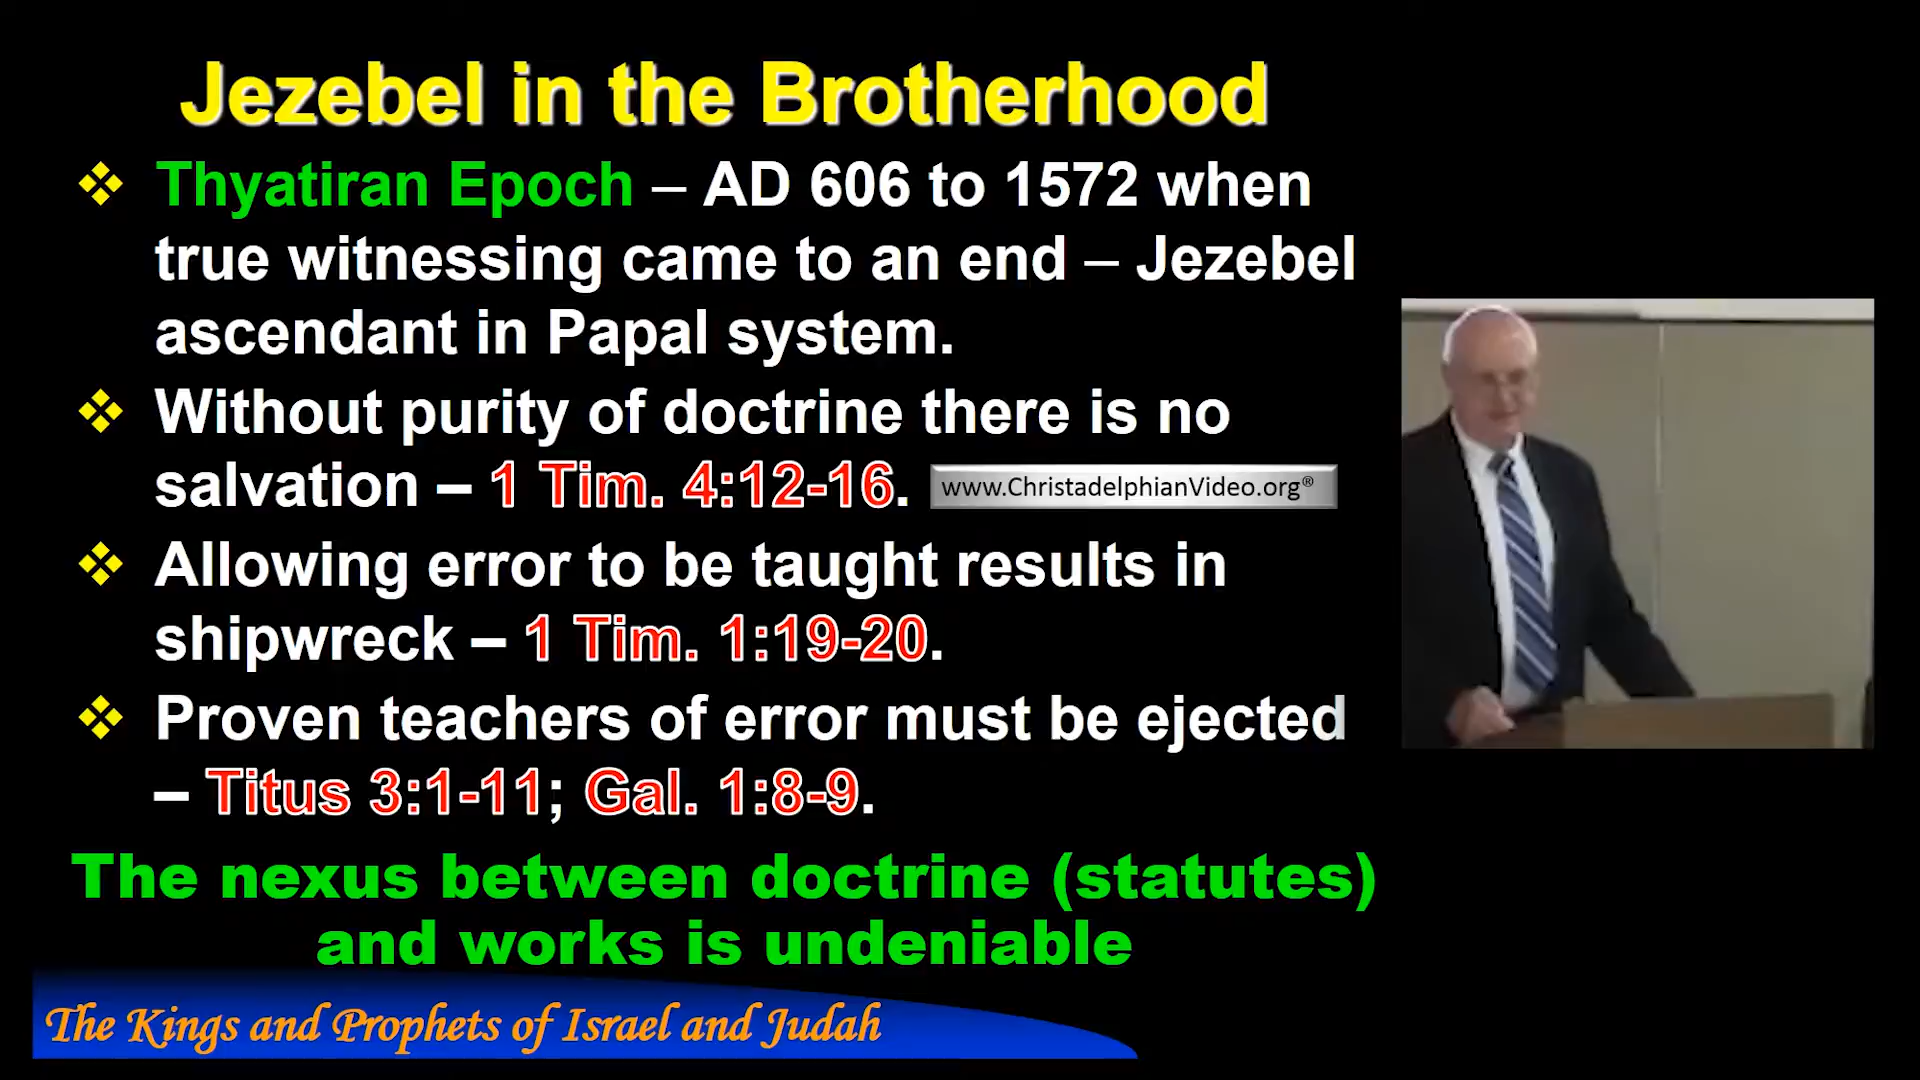 Jezebel in the Brotherhood
❖ Thyatiran Epoch – AD 606 to 1572 when
true witnessing came to an end – Jezebel
ascendant in Papal system.
❖ Without purity of doctrine there is no
salvation – 1 Tim. 4:12-16.
www.ChristadelphianVideo.org®
❖ Allowing error to be taught results in
shipwreck – 1 Tim. 1:19-20.
❖ Proven teachers of error must be ejected
– Titus 3:1-11; Gal. 1:8-9.
The nexus between doctrine (statutes)
and works is undeniable
The Kings and Prophets of Israel and Judah